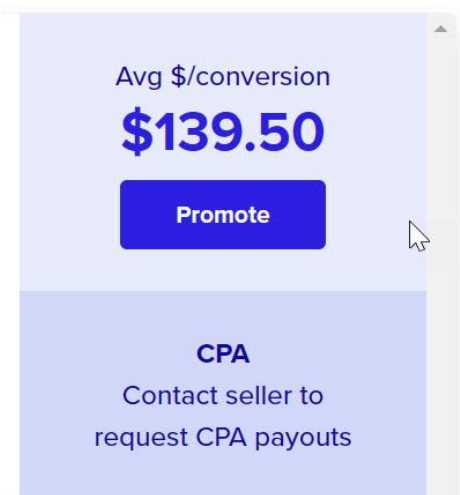 Avg $/conversion
$139.50
Promote
CPA
Contact seller to
request CPA payouts